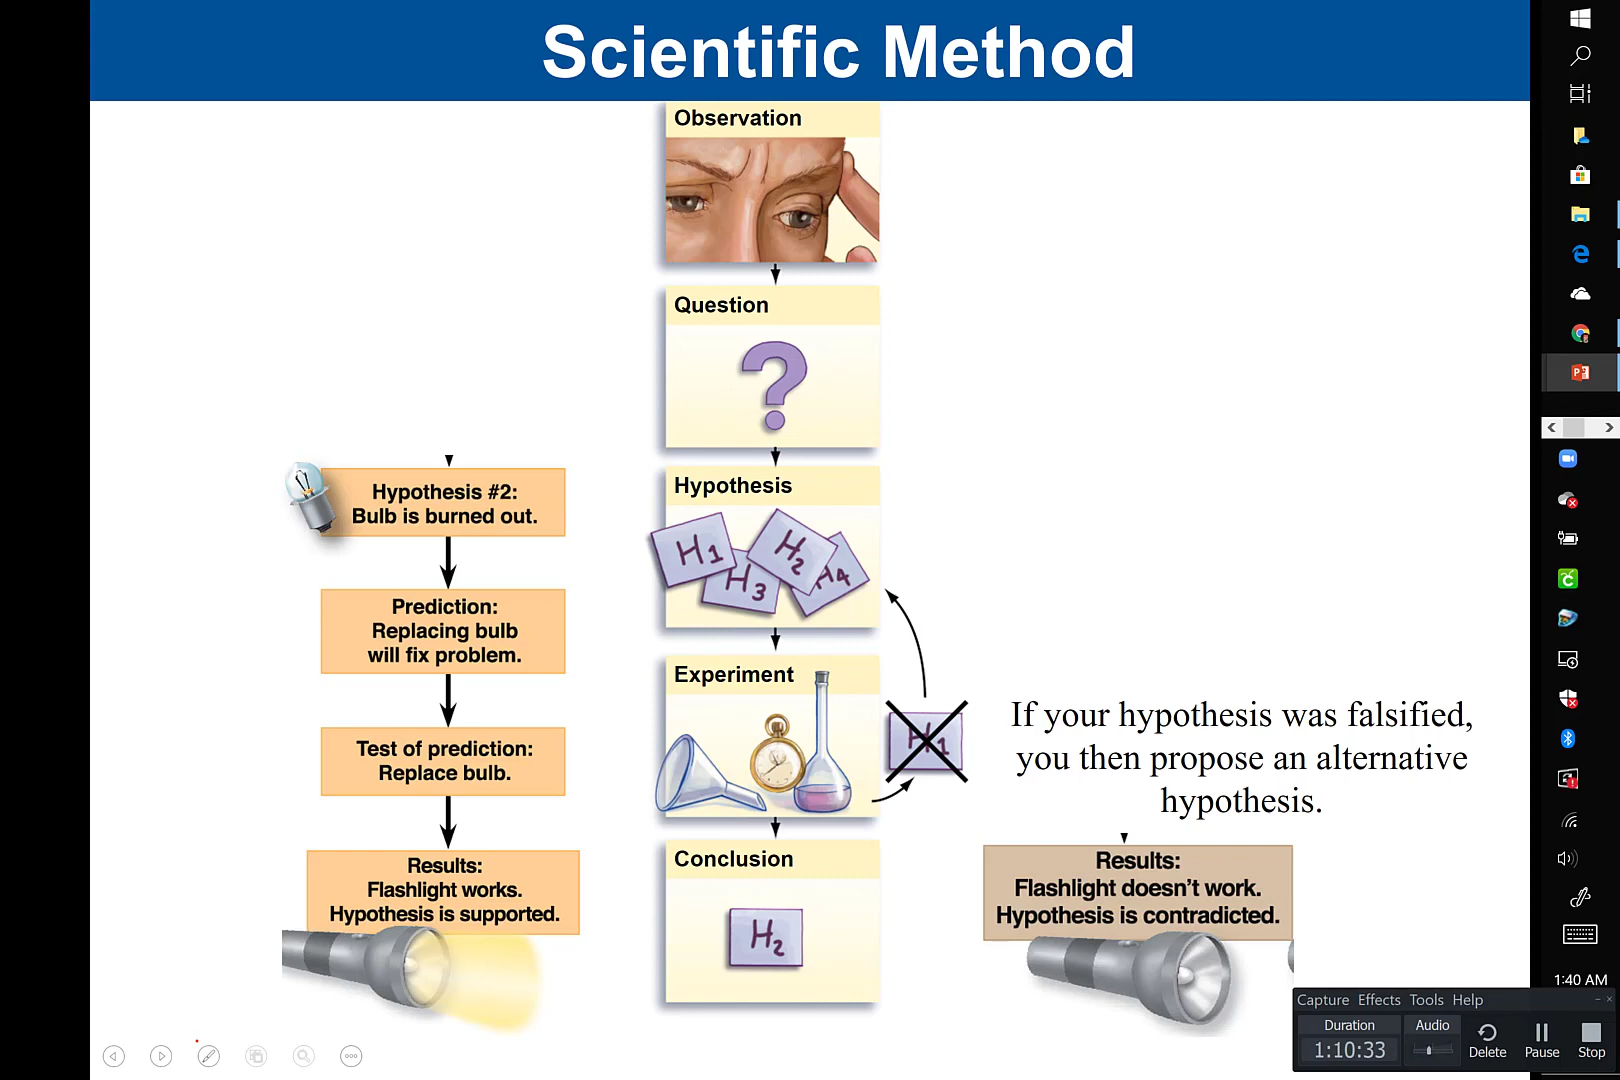 Scientific Method
Observation
Question
?
Hypothesis
H1
H2
H3
H4
Experiment
H1
Conclusion
H2
Hypothesis #2:
Bulb is burned out.
Prediction:
Replacing bulb
will fix problem.
Test of prediction:
Replace bulb.
Results:
Flashlight works.
Hypothesis is supported.
If your hypothesis was falsified,
you then propose an alternative
hypothesis.
Results:
Flashlight doesn't work.
Hypothesis is contradicted.
1:40 AM
Capture Effects Tools Help
Duration
1:10:33
Audio
Delete
Pause
Stop